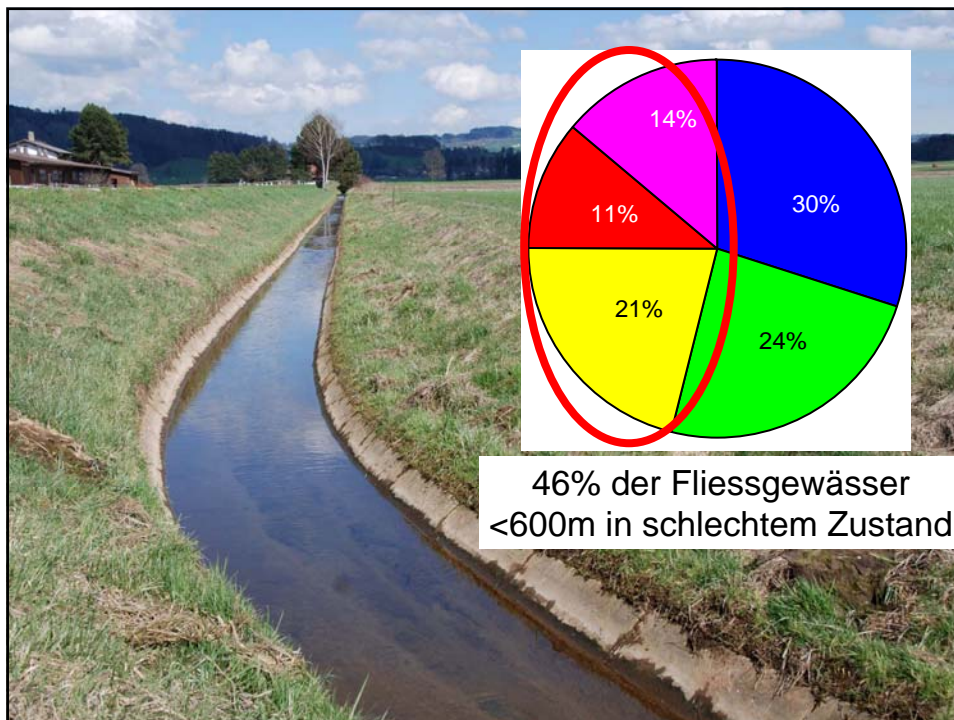 14%
30%
11%
21%
24%
46% der Fliessgewässer
<600m in schlechtem Zustand